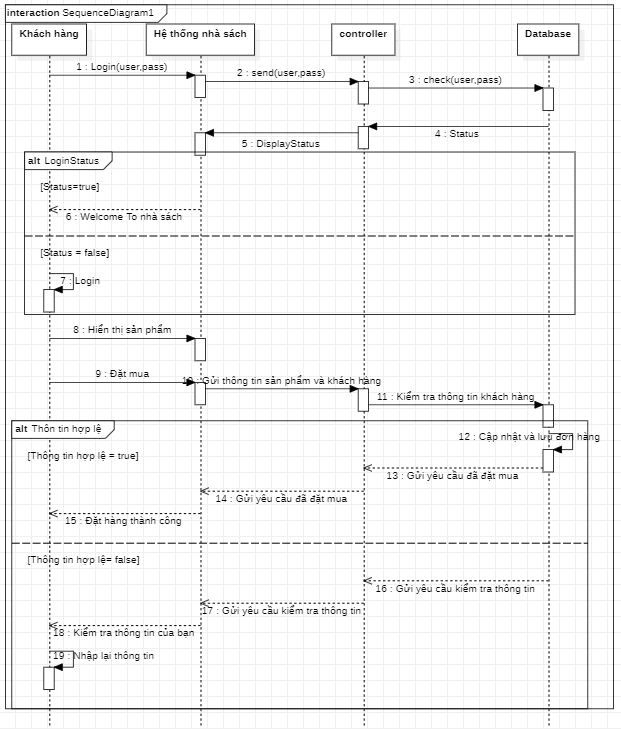 interaction SequenceDiagram1
Khách hàng
Hệ thống nhà sách
controller
Database
1 : Login(user,pass)
2 : send(user,pass)
3 : check(user,pass)
4 : Status
5 : DisplayStatus
alt LoginStatus
[Status=true]
6 : Welcome To nhà sách
[Status = false]
7 : Login
8 : Hiển thị sản phẩm
9 : Đặt mua
10 : Gửi thông tin sản phẩm và khách hàng
11 : Kiểm tra thông tin khách hàng
alt Thôn tin hợp lệ
12 : Cập nhật và lưu đơn hàng
[Thông tin hợp lệ = true]
13 : Gửi yêu cầu đã đặt mua
14 : Gửi yêu cầu đã đặt mua
15 : Đặt hàng thành công
[Thông tin hợp lệ= false]
16 : Gửi yêu cầu kiểm tra thông tin
17 : Gửi yêu cầu kiểm tra thông tin
18 : Kiểm tra thông tin của bạn
19 : Nhập lại thông tin